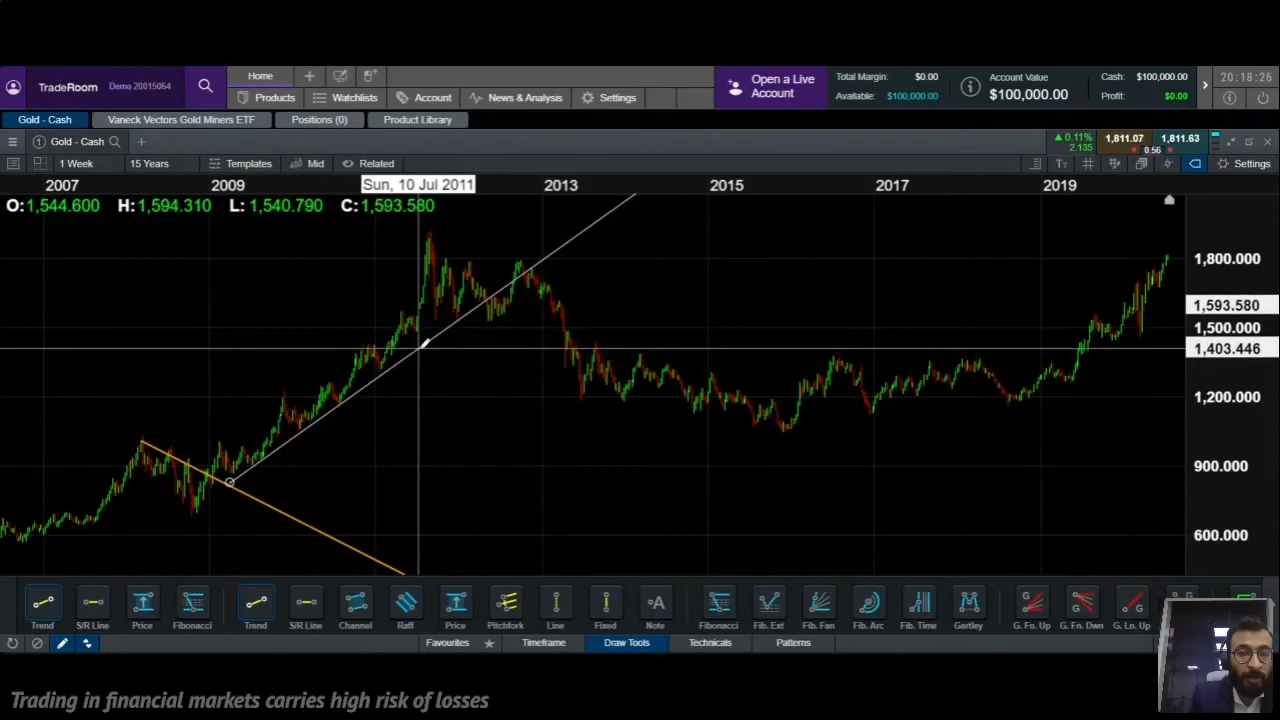 TradeRoom Demo 20015064 Home Products Watchlists Account News & Analysis Settings
Open a Live Account
Total Margin: $0.00
Available: $100,000.00
Account Value
$100,000.00
Cash: $100,000.00
Profit: $0.00
20:18:26
Gold - Cash Vaneck Vectors Gold Miners ETF Positions (0) Product Library
1 Gold - Cash
0.11%
2.135
1,811.07 0.56 1,811.63
1 Week 15 Years Templates Mid Related Settings
2007 2009 Sun, 10 Jul 2011 2013 2015 2017 2019
O:1,544.600 H:1,594.310 L: 1,540.790 C:1,593.580
1,800.000
1,593.580
1,500.000
1,403.446
1,200.000
900.000
600.000
Trend S/R Line Price Fibonacci Trend S/R Line Channel Raff Price Pitchfork Line Fixed Note Fibonacci Fib. Ext Fib. Fan Fib. Arc Fib. Time Gartley G. Fn. Up G. Fn. Dwn G. Ln. Up
Favourites Timeframe Draw Tools Technicals Patterns
Trading in financial markets carries high risk of losses